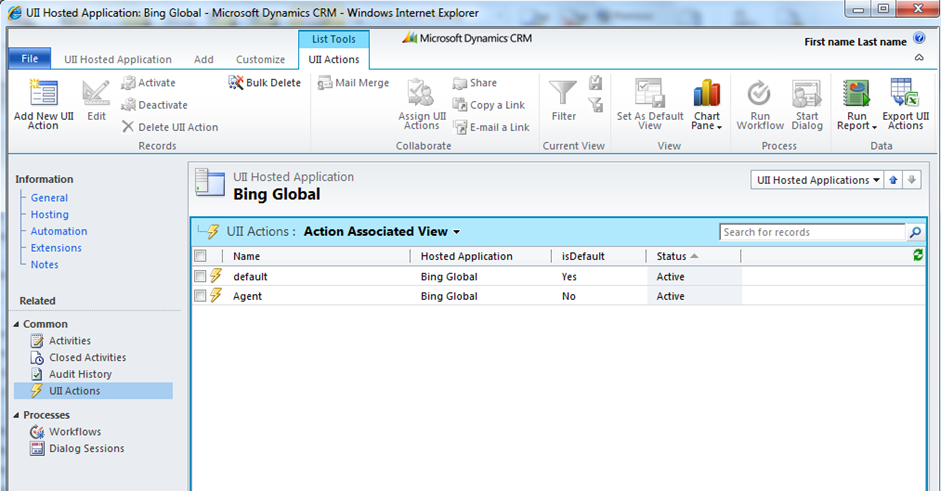 UII Hosted Application: Bing Global - Microsoft Dynamics CRM - Windows Internet Explorer
List Tools
Microsoft Dynamics CRM
First name Last name
File
UII Hosted Application
Add
Customize
UII Actions
Add New UII Action
Edit
Activate
Deactivate
Delete UII Action
Bulk Delete
Records
Mail Merge
Assign UII Actions
Share
Copy a Link
E-mail a Link
Collaborate
Filter
Current View
Set As Default View
Chart Pane
View
Run Workflow
Start Dialog
Process
Run Report
Export UII Actions
Data
Information
General
Hosting
Automation
Extensions
Notes
Related
Common
Activities
Closed Activities
Audit History
UII Actions
Processes
Workflows
Dialog Sessions
UII Hosted Application
Bing Global
UII Hosted Applications
UII Actions : Action Associated View
Search for records
Name Hosted Application isDefault Status
default Bing Global Yes Active
Agent Bing Global No Active